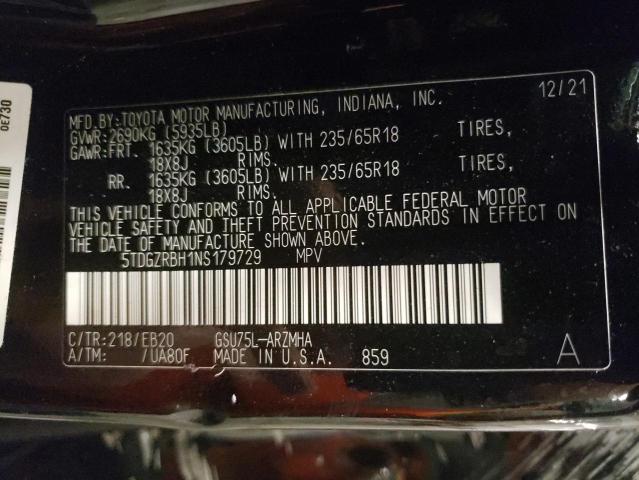 0E730
12/21
MFD.BY:TOYOTA MOTOR MANUFACTURING, INDIANA, INC.
GVWR:2690KG (5935LB)
GAWR:FRT. 1635KG (3605LB) WITH 235/65R18 TIRES,
18X8J RIMS.
RR. 1635KG (3605LB) WITH 235/65R18 TIRES,
18X8J RIMS.
THIS VEHICLE CONFORMS TO ALL APPLICABLE FEDERAL MOTOR
VEHICLE SAFETY AND THEFT PREVENTION STANDARDS IN EFFECT ON
THE DATE OF MANUFACTURE SHOWN ABOVE.
5TDGZRBH1NS179729 MPV
C/TR:218/EB20 GSU75L-ARZMHA
A/TM: /UA80F MADE IN U.S.A. 859 A